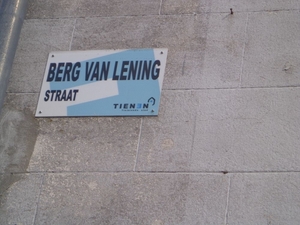 BERG VAN LENING
STRAAT
TIENEN